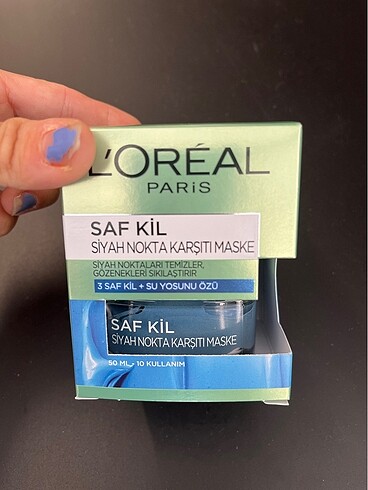 L'ORÉAL
PARiS
SAF KİL
SİYAH NOKTA KARŞITI MASKE
SİYAH NOKTALARI TEMİZLER,
GÖZENEKLERİ SIKILAŞTIRIR
3 SAF KİL + SU YOSUNU ÖZÜ
SAF KİL
SİYAH NOKTA KARŞITI MASKE
50 ML - 10 KULLANIM